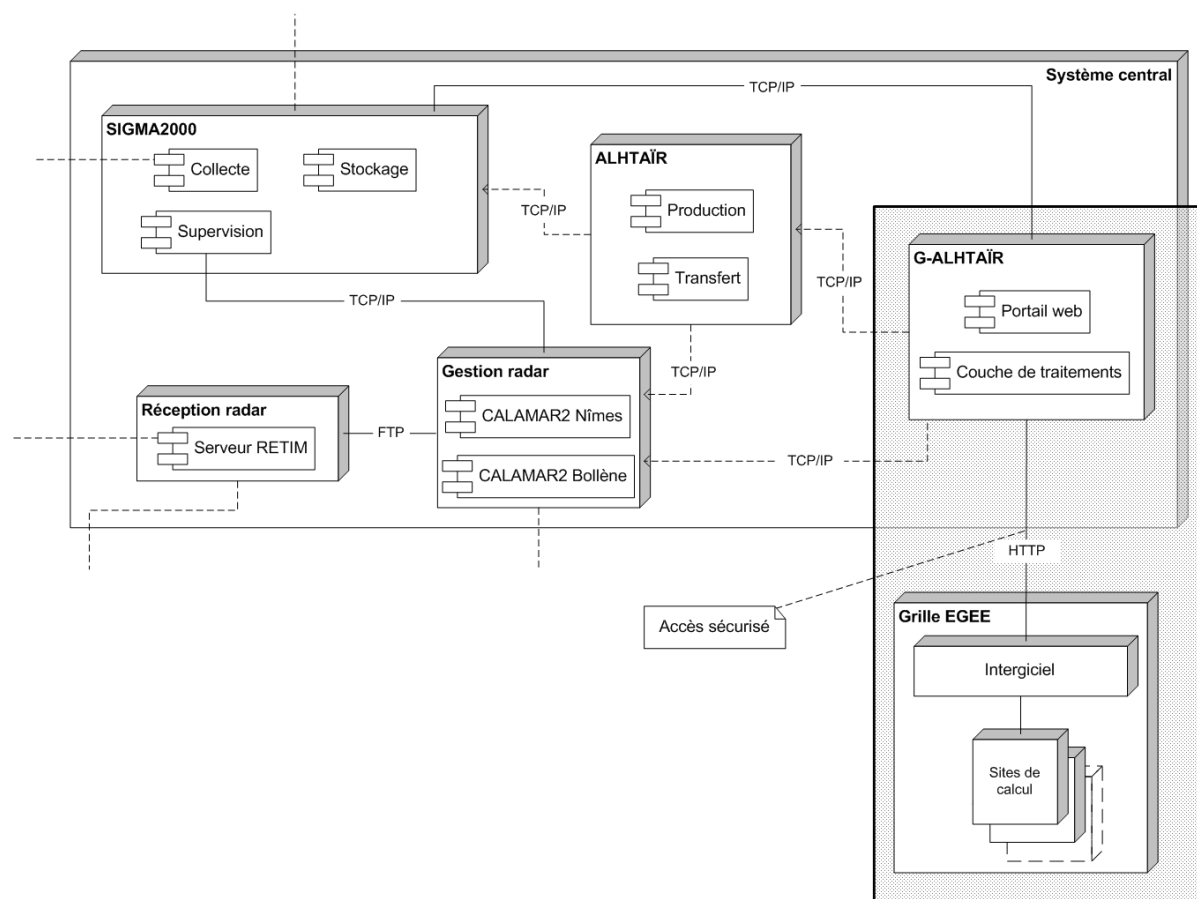 Système central
TCP/IP
SIGMA2000
Collecte
Stockage
Supervision
TCP/IP
ALHTAÏR
Production
Transfert
TCP/IP
G-ALHTAÏR
Portail web
Couche de traitements
TCP/IP
TCP/IP
Gestion radar
CALAMAR2 Nîmes
CALAMAR2 Bollène
Réception radar
Serveur RETIM
FTP
TCP/IP
TCP/IP
HTTP
Accès sécurisé
Grille EGEE
Intergiciel
Sites de
calcul